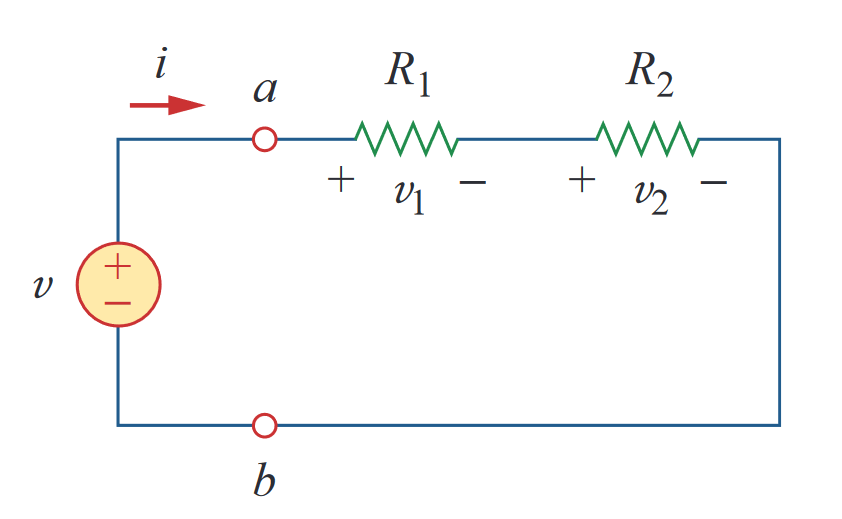 i
a
R1
R2
+ v1 −
+ v2 −
v
+
−
b